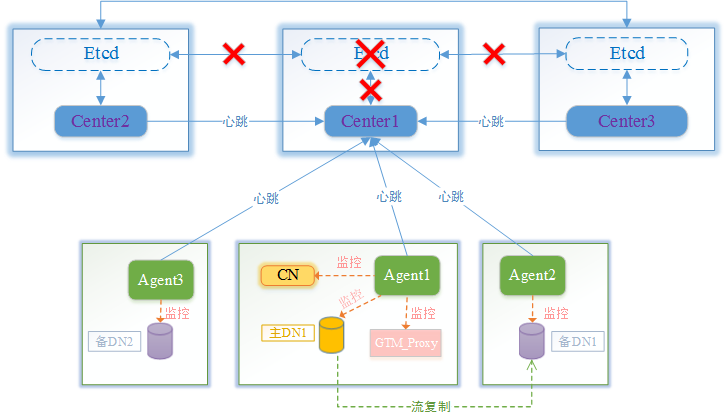 Etcd
Etcd
Etcd
Center2
心跳
Center1
心跳
Center3
心跳
心跳
心跳
Agent3
监控
备DN2
CN
监控
Agent1
监控
监控
主DN1
GTM_Proxy
Agent2
监控
备DN1
流复制